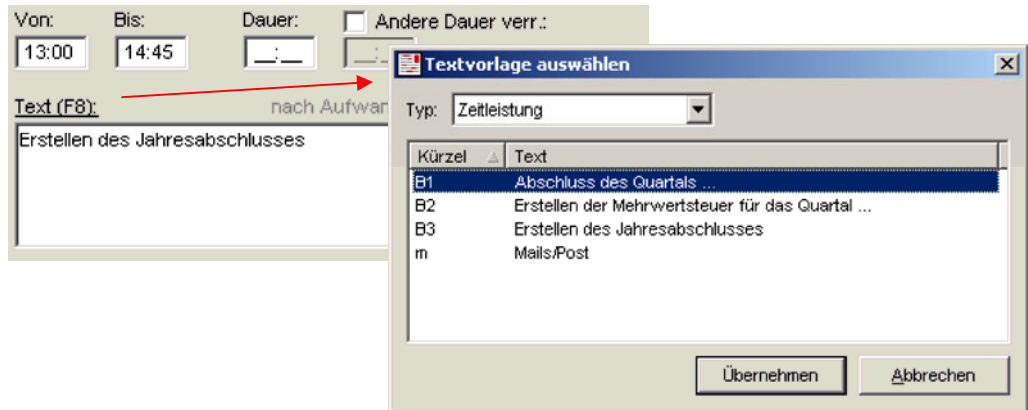 Von: Bis: Dauer: Andere Dauer verr.:
13:00 14:45 __:__ __:
Text (F8): nach Aufwan
Erstellen des Jahresabschlusses
Textvorlage auswählen
Typ: Zeitleistung
Kürzel Text
B1 Abschluss des Quartals ...
B2 Erstellen der Mehrwertsteuer für das Quartal ...
B3 Erstellen des Jahresabschlusses
m Mails/Post
Übernehmen Abbrechen